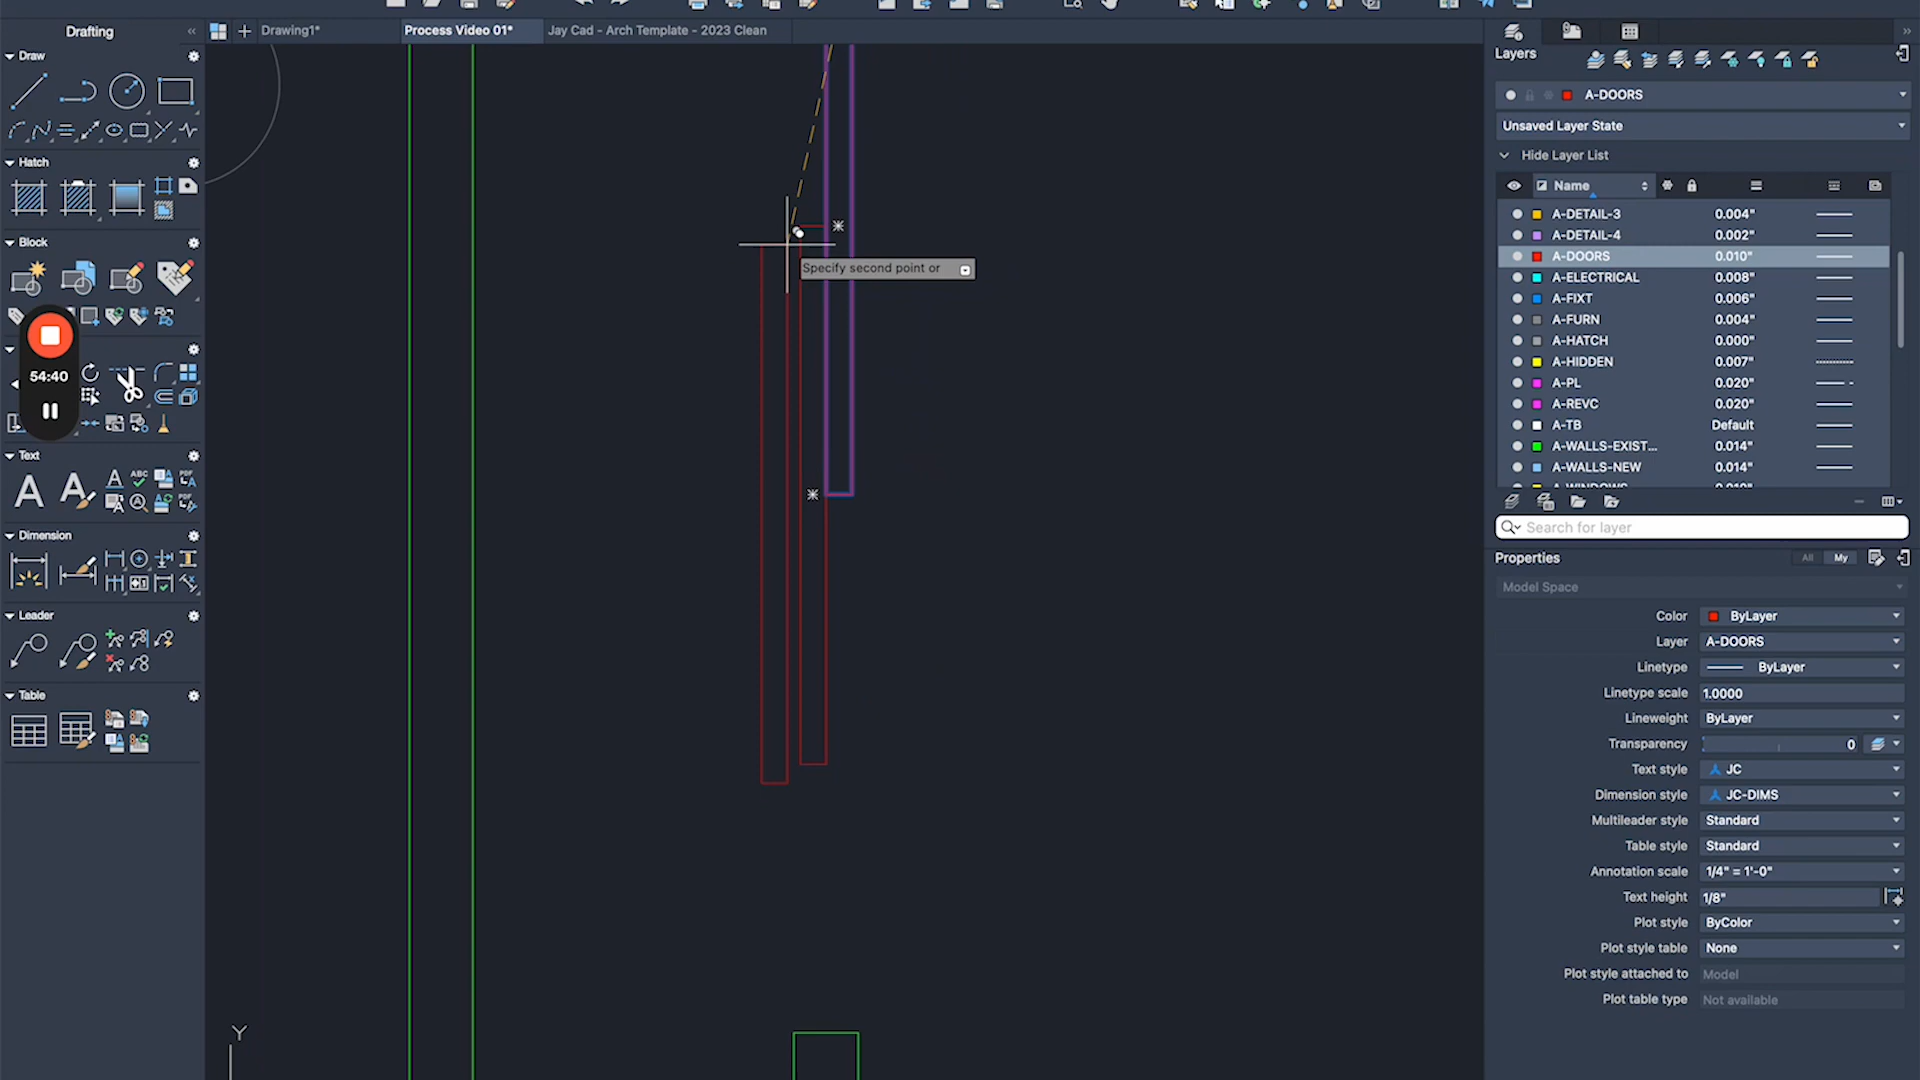 Drafting
Drawing1*
Process Video 01*
Jay Cad - Arch Template - 2023 Clean
Draw
Hatch
Block
54:40
Text
Dimension
Leader
Table
Specify second point or
Y
Layers
A-DOORS
Unsaved Layer State
Hide Layer List
Name
A-DETAIL-3 0.004"
A-DETAIL-4 0.002"
A-DOORS 0.010"
A-ELECTRICAL 0.008"
A-FIXT 0.006"
A-FURN 0.004"
A-HATCH 0.000"
A-HIDDEN 0.007"
A-PL 0.020"
A-REVC 0.020"
A-TB Default
A-WALLS-EXIST... 0.014"
A-WALLS-NEW 0.014"
A-WINDOWS 0.010"
Search for layer
Properties All My
Model Space
Color ByLayer
Layer A-DOORS
Linetype ByLayer
Linetype scale 1.0000
Lineweight ByLayer
Transparency 0
Text style JC
Dimension style JC-DIMS
Multileader style Standard
Table style Standard
Annotation scale 1/4" = 1'-0"
Text height 1/8"
Plot style ByColor
Plot style table None
Plot style attached to Model
Plot table type Not available